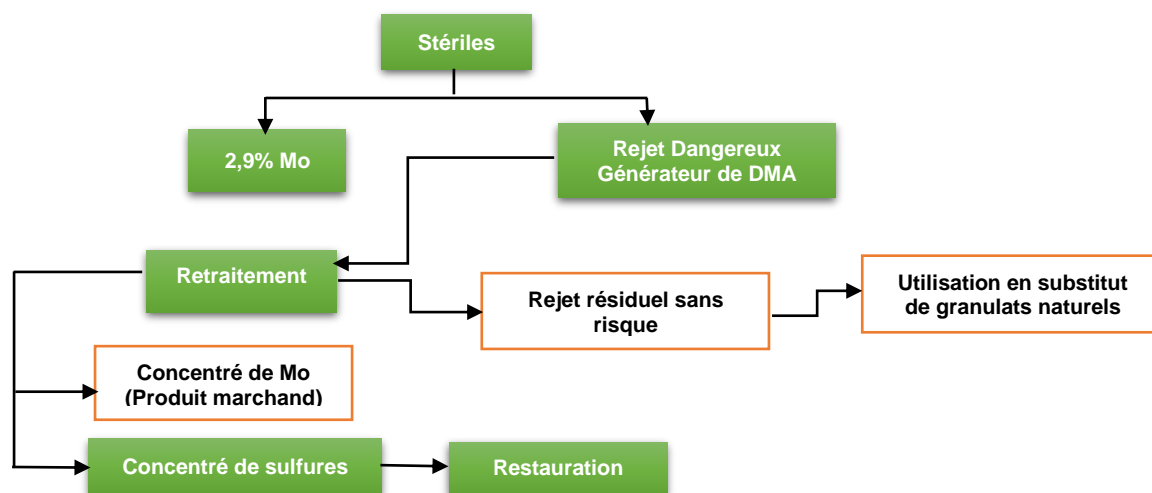 Stériles
2,9% Mo
Rejet Dangereux
Générateur de DMA
Retraitement
Rejet résiduel sans
risque
Utilisation en substitut
de granulats naturels
Concentré de Mo
(Produit marchand)
Concentré de sulfures
Restauration